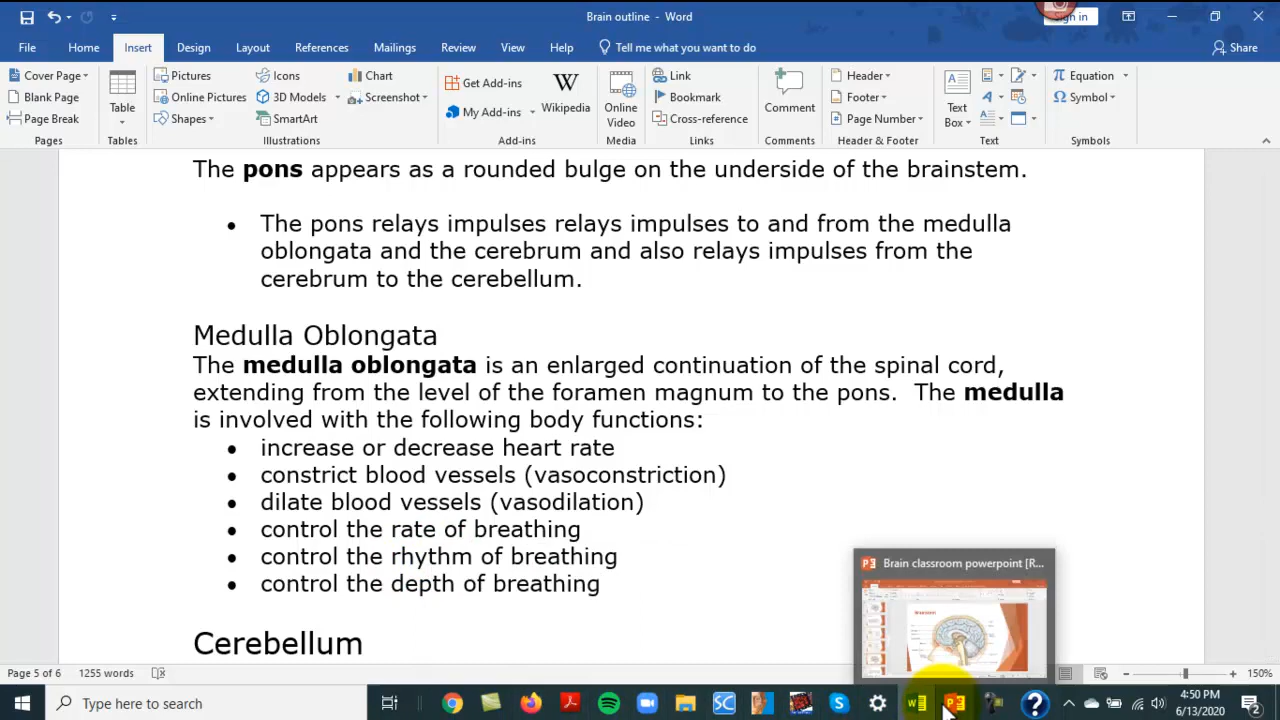 Brain outline - Word
Sign in
File Home Insert Design Layout References Mailings Review View Help Tell me what you want to do Share
Cover Page
Blank Page
Page Break
Pages
Table
Tables
Pictures
Online Pictures
Shapes
Icons
3D Models
SmartArt
Chart
Screenshot
Illustrations
Get Add-ins
My Add-ins
Wikipedia
Add-ins
Online Video
Media
Link
Bookmark
Cross-reference
Links
Comment
Comments
Header
Footer
Page Number
Header & Footer
Text Box
Text
Equation
Symbol
Symbols
The pons appears as a rounded bulge on the underside of the brainstem.
• The pons relays impulses relays impulses to and from the medulla
oblongata and the cerebrum and also relays impulses from the
cerebrum to the cerebellum.
Medulla Oblongata
The medulla oblongata is an enlarged continuation of the spinal cord,
extending from the level of the foramen magnum to the pons. The medulla
is involved with the following body functions:
• increase or decrease heart rate
• constrict blood vessels (vasoconstriction)
• dilate blood vessels (vasodilation)
• control the rate of breathing
• control the rhythm of breathing
• control the depth of breathing
Cerebellum
Brain classroom powerpoint [R...
Page 5 of 6 1255 words 150%
Type here to search
4:50 PM
6/13/2020
2